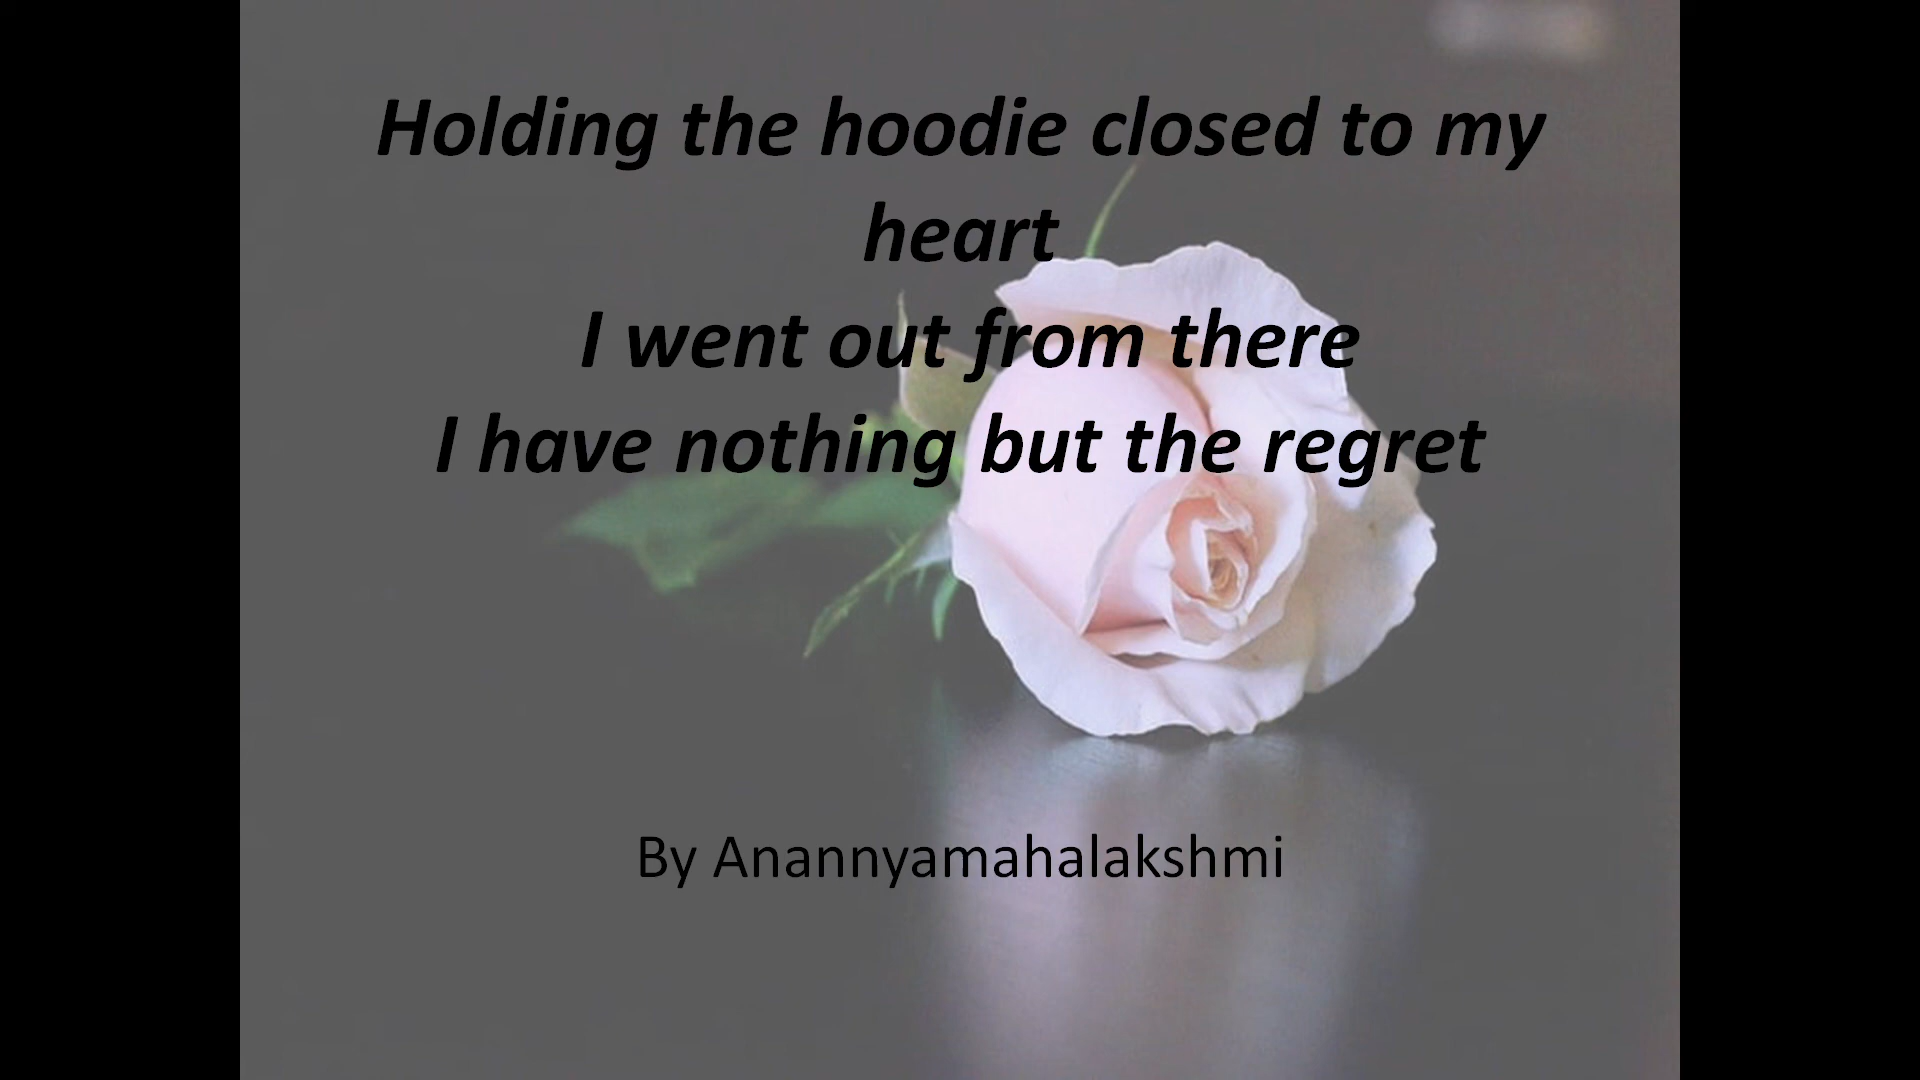 Holding the hoodie closed to my
heart
I went out from there
I have nothing but the regret
By Anannyamahalakshmi